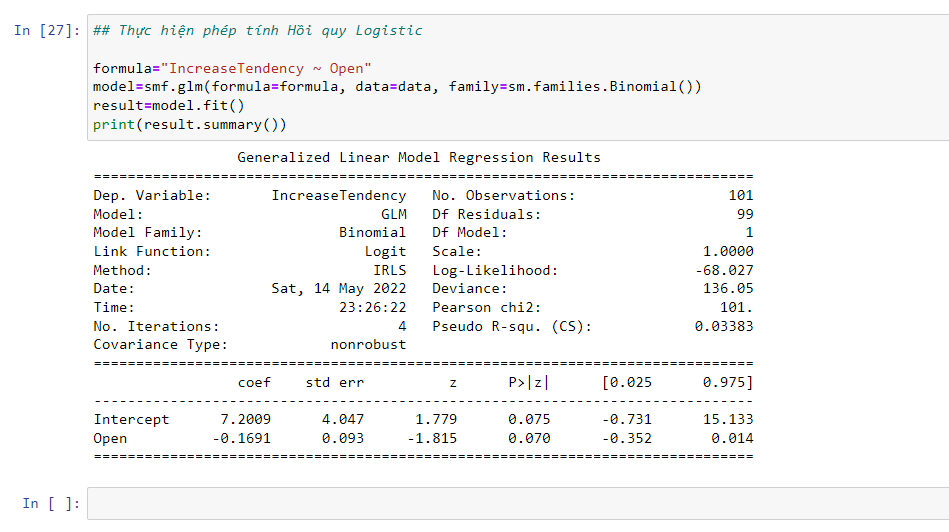 In [27]: ## Thực hiện phép tính Hồi quy Logistic
formula="IncreaseTendency ~ Open"
model=smf.glm(formula=formula, data=data, family=sm.families.Binomial())
result=model.fit()
print(result.summary())
Generalized Linear Model Regression Results
==============================================================================
Dep. Variable: IncreaseTendency No. Observations: 101
Model: GLM Df Residuals: 99
Model Family: Binomial Df Model: 1
Link Function: Logit Scale: 1.0000
Method: IRLS Log-Likelihood: -68.027
Date: Sat, 14 May 2022 Deviance: 136.05
Time: 23:26:22 Pearson chi2: 101.
No. Iterations: 4 Pseudo R-squ. (CS): 0.03383
Covariance Type: nonrobust
==============================================================================
coef std err z P>|z| [0.025 0.975]
------------------------------------------------------------------------------
Intercept 7.2009 4.047 1.779 0.075 -0.731 15.133
Open -0.1691 0.093 -1.815 0.070 -0.352 0.014
==============================================================================
In [ ]: